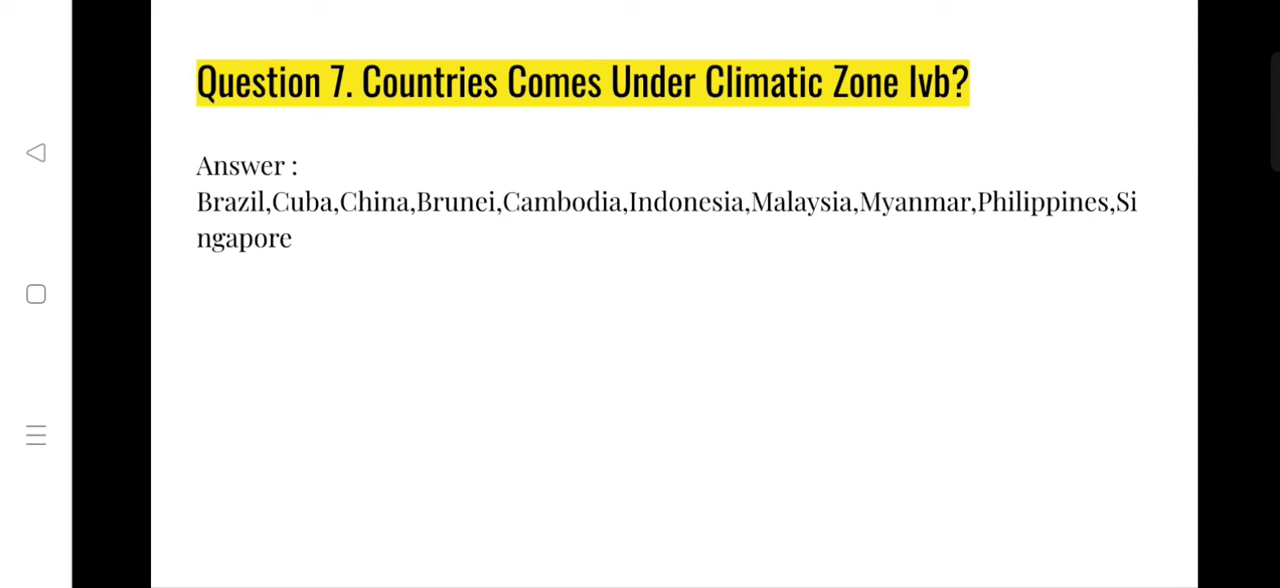 Question 7. Countries Comes Under Climatic Zone Ivb?
Answer :
Brazil,Cuba,China,Brunei,Cambodia,Indonesia,Malaysia,Myanmar,Philippines,Si
ngapore